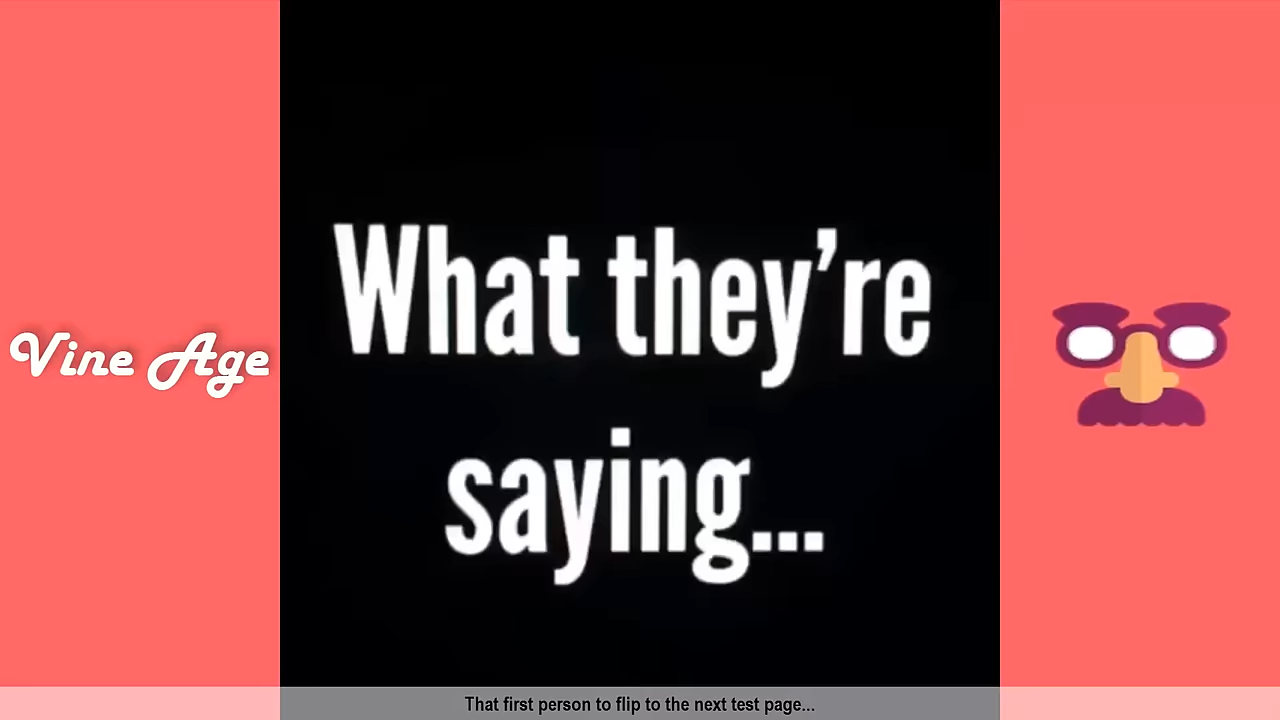 What they're
saying...
Vine Age
That first person to flip to the next test page...